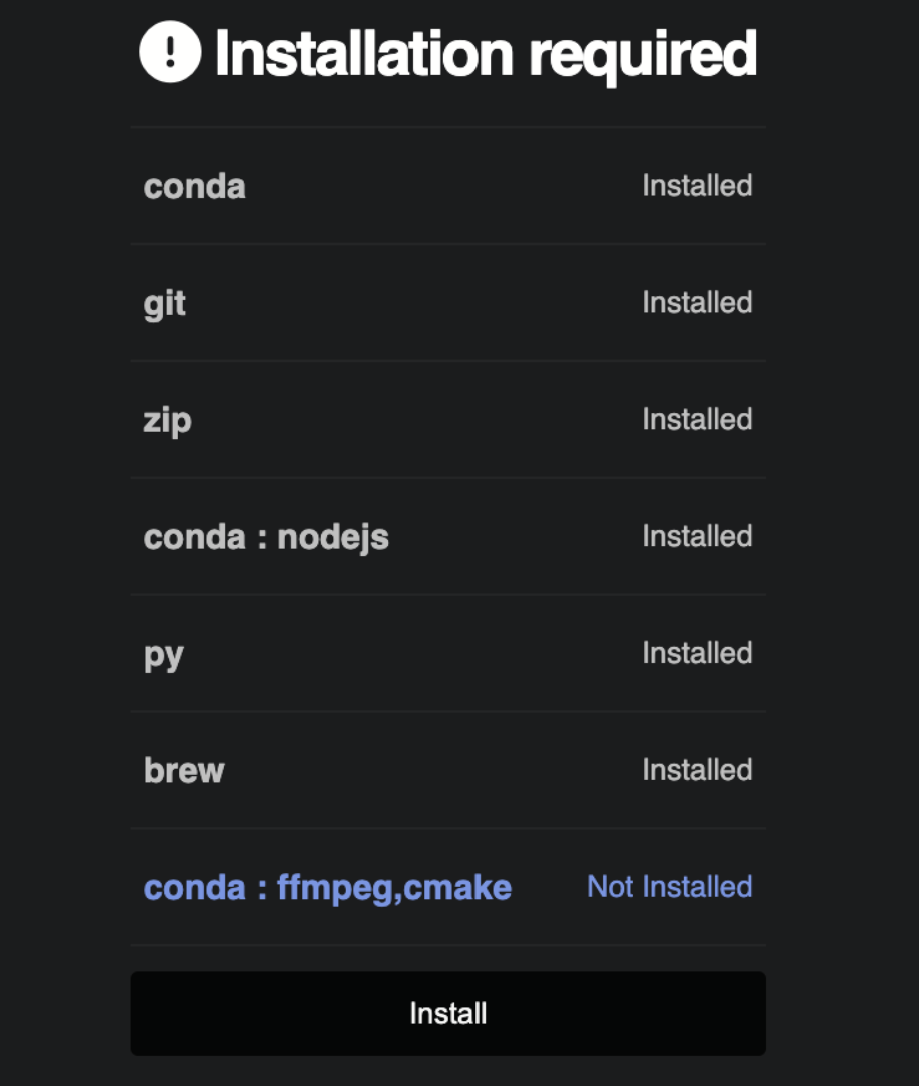 ! Installation required
conda Installed
git Installed
zip Installed
conda : nodejs Installed
py Installed
brew Installed
conda : ffmpeg,cmake Not Installed
Install